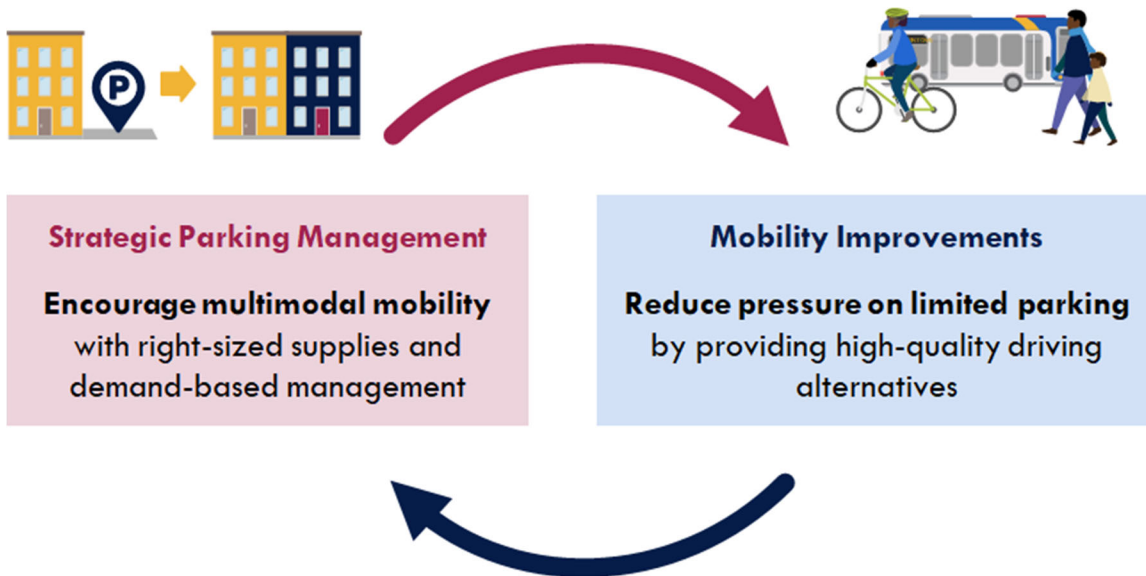 P
Strategic Parking Management
Encourage multimodal mobility
with right-sized supplies and
demand-based management
Mobility Improvements
Reduce pressure on limited parking
by providing high-quality driving
alternatives